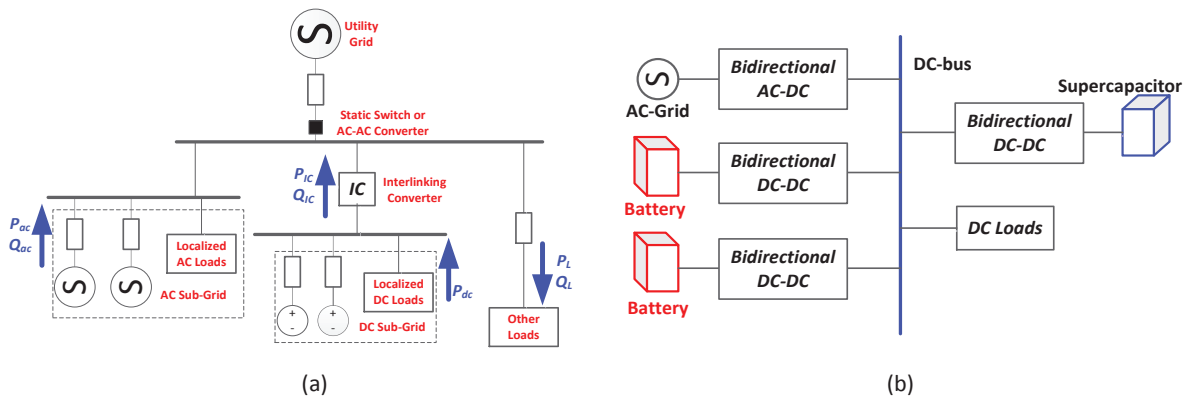 Utility
Grid
Static Switch or
AC-AC Converter
P_IC
Q_IC
IC
Interlinking
Converter
P_ac
Q_ac
Localized
AC Loads
AC Sub-Grid
+
-
+
-
Localized
DC Loads
DC Sub-Grid
P_dc
P_L
Q_L
Other
Loads
(a)
AC-Grid
Bidirectional
AC-DC
DC-bus
Supercapacitor
Battery
Bidirectional
DC-DC
Bidirectional
DC-DC
Battery
Bidirectional
DC-DC
DC Loads
(b)